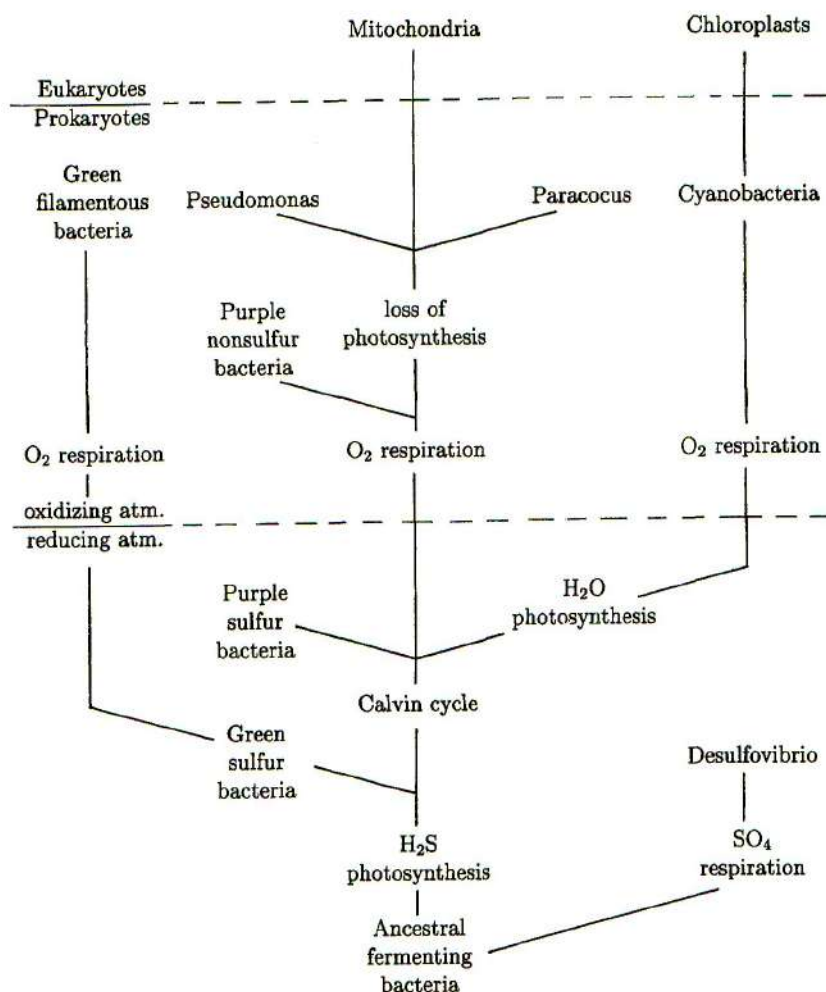 Mitochondria
Chloroplasts
Eukaryotes
Prokaryotes
Green
filamentous
bacteria
Pseudomonas
Paracocus
Cyanobacteria
Purple
nonsulfur
bacteria
loss of
photosynthesis
O₂ respiration
O₂ respiration
O₂ respiration
oxidizing atm.
reducing atm.
Purple
sulfur
bacteria
H₂O
photosynthesis
Calvin cycle
Green
sulfur
bacteria
Desulfovibrio
H₂S
photosynthesis
SO₄
respiration
Ancestral
fermenting
bacteria